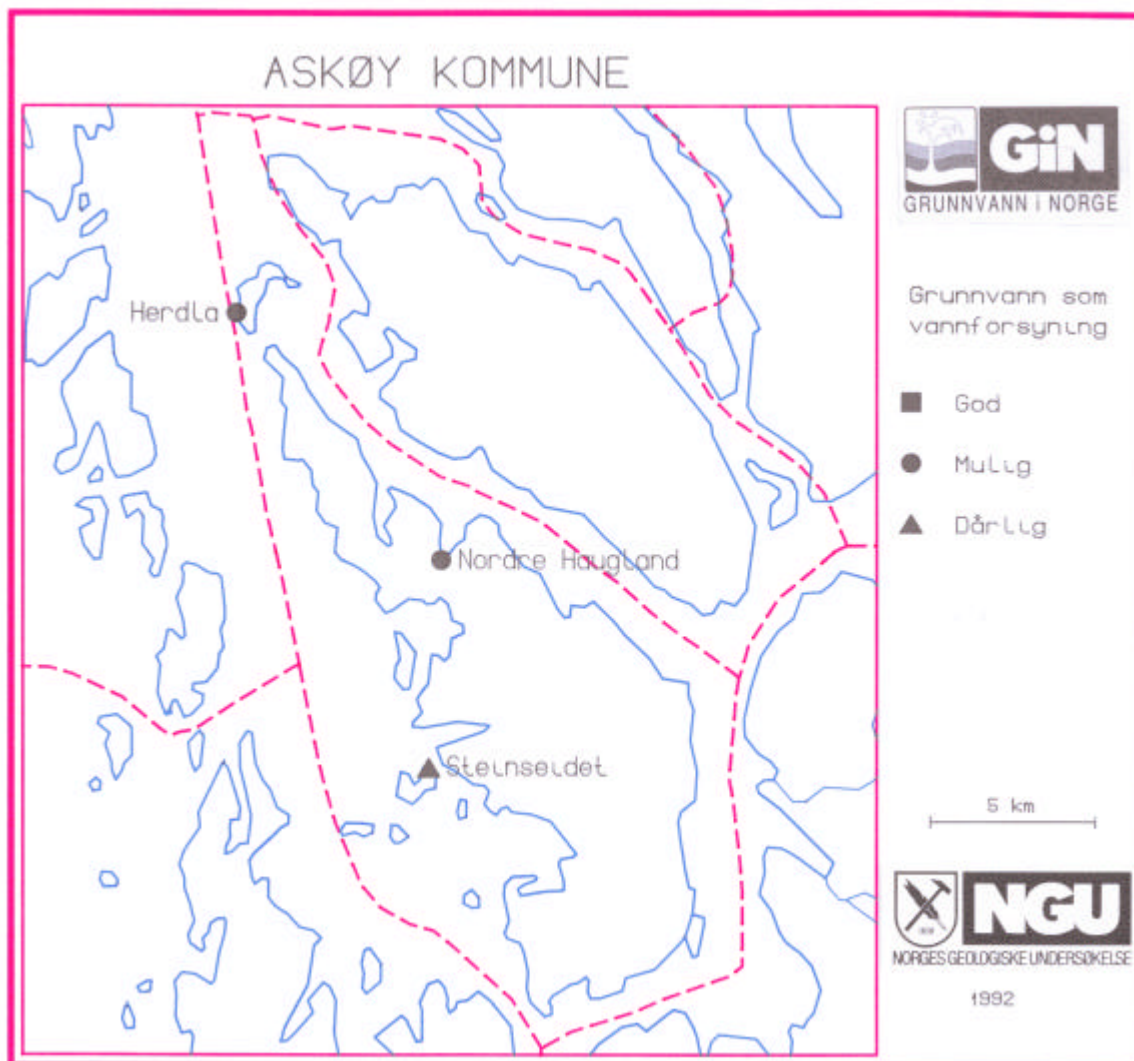 ASKØY KOMMUNE
GiN
GRUNNVANN I NORGE
Grunnvann som
vannforsyning
God
Mulig
Dårlig
Herdla
Nordre Haugland
Steinseidet
5 km
NGU
NORGES GEOLOGISKE UNDERSØKELSE
1992